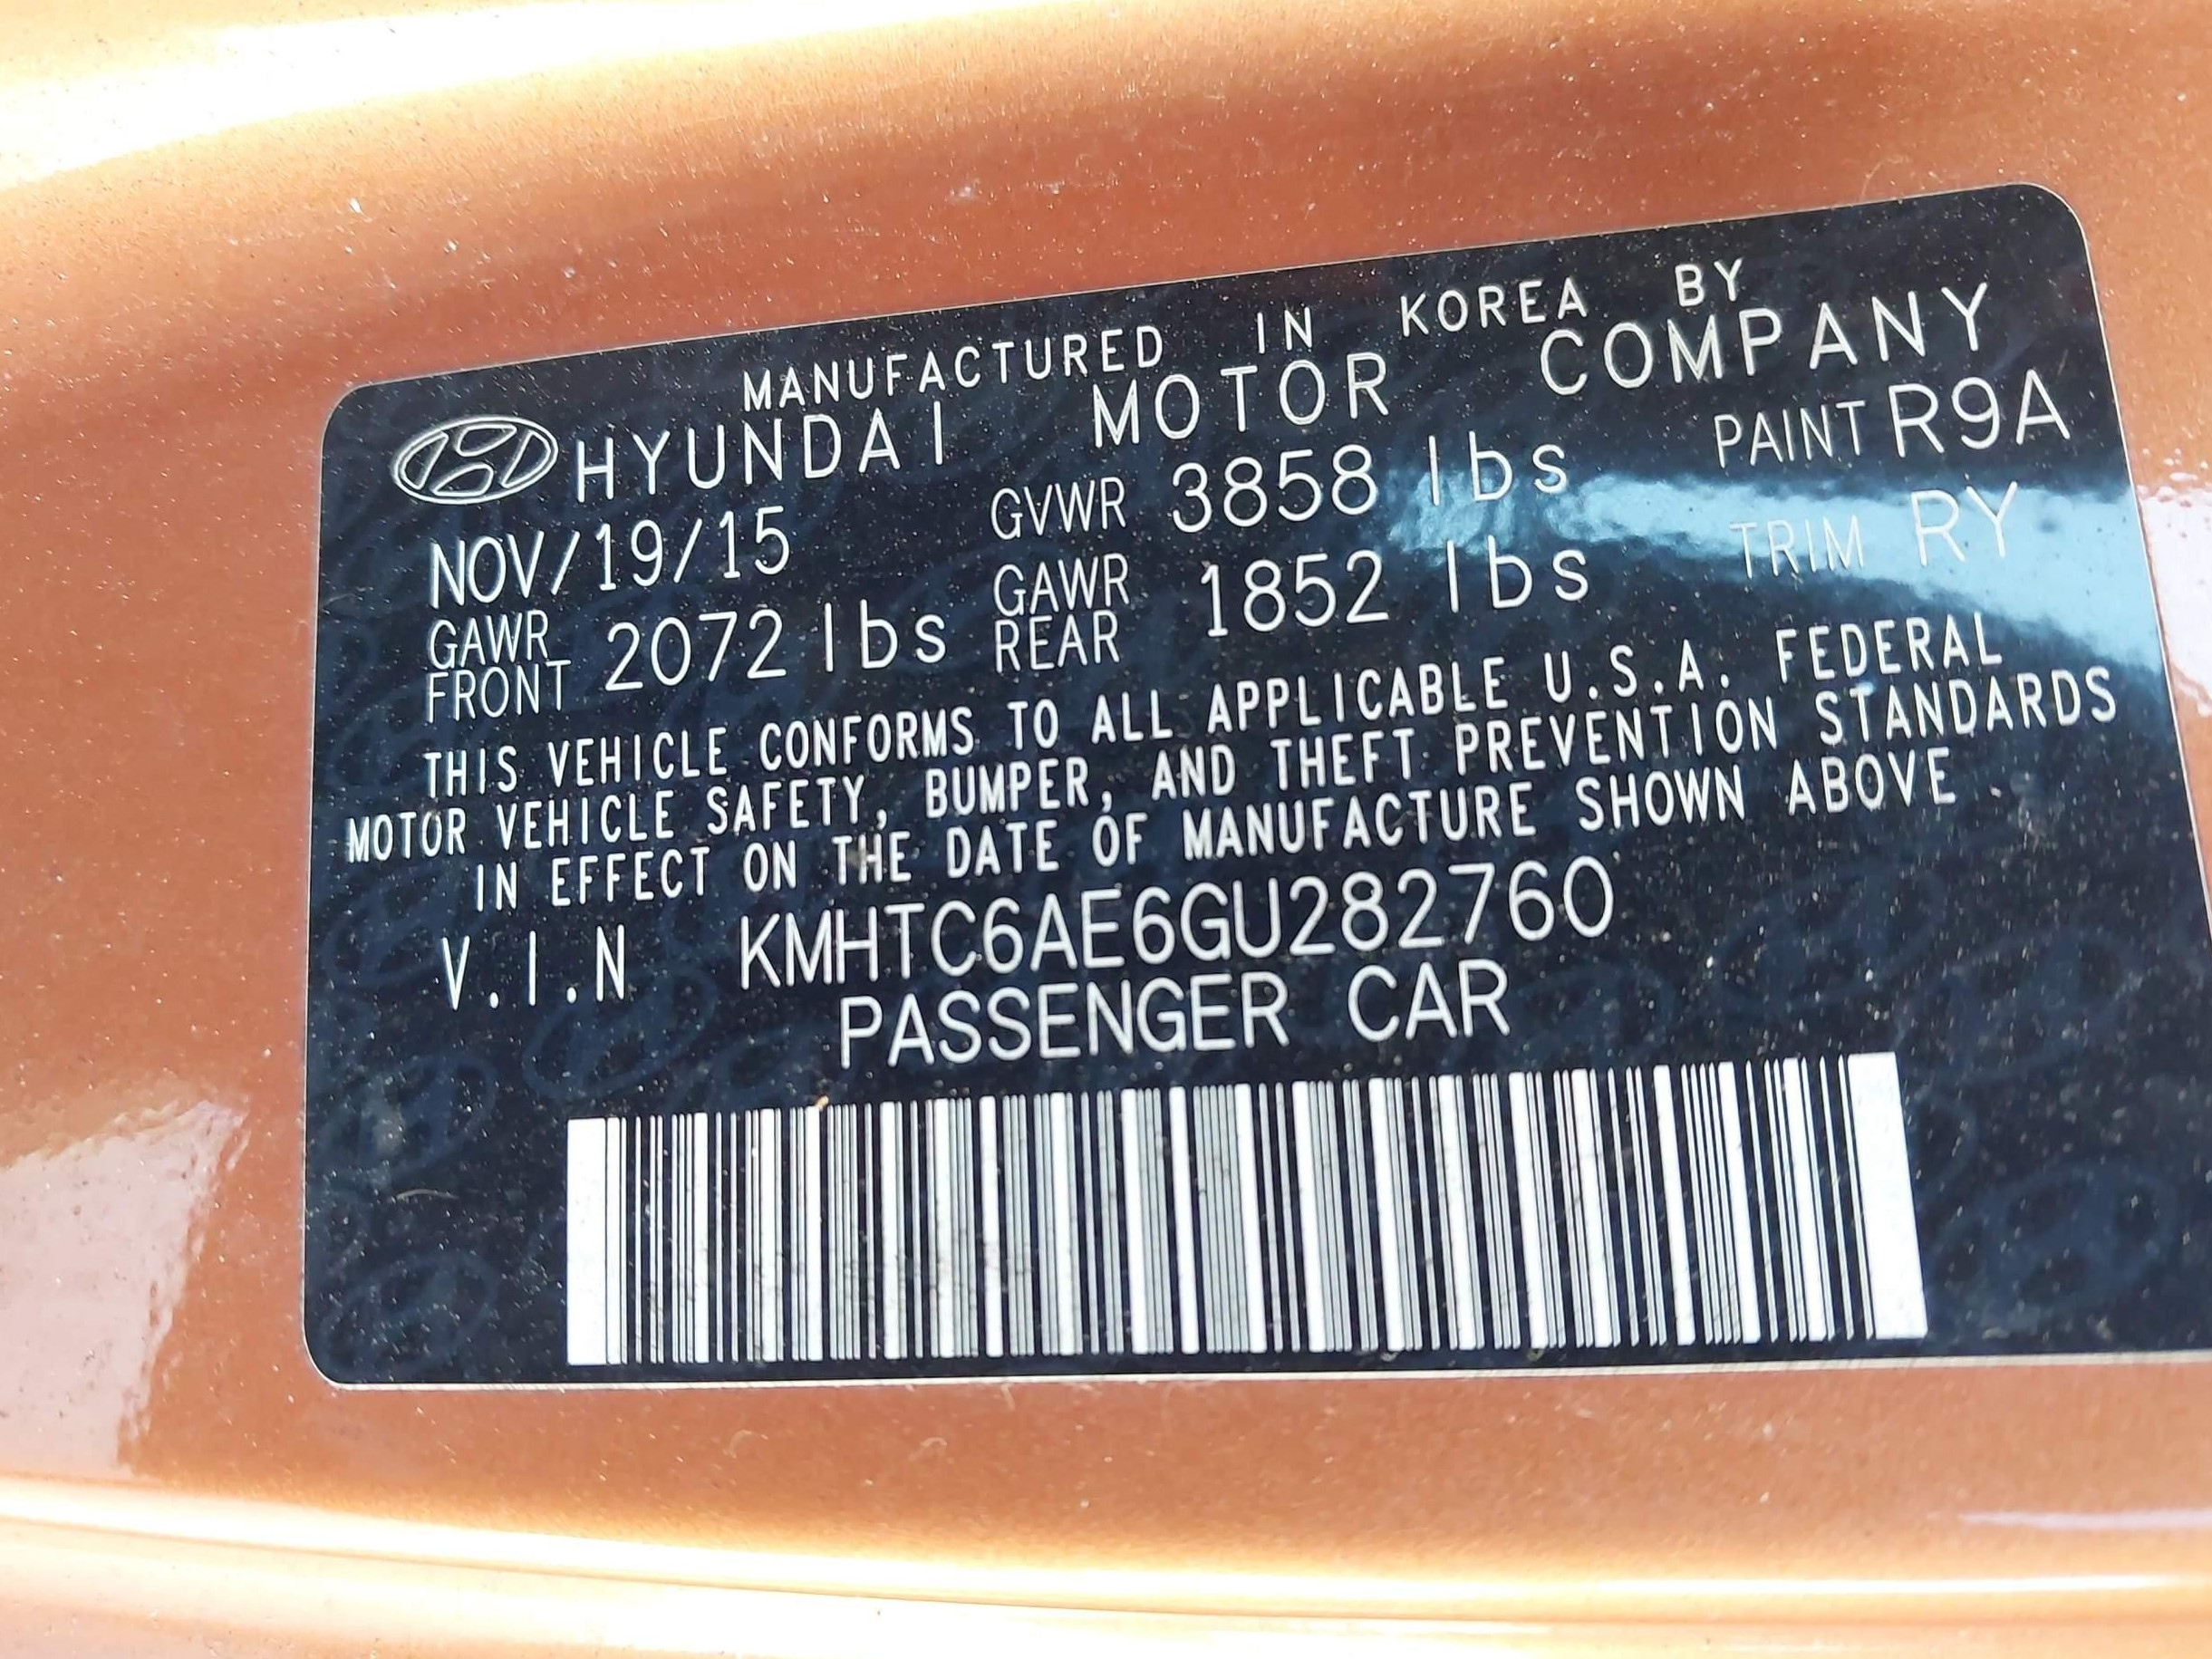 MANUFACTURED IN KOREA BY
HYUNDAI MOTOR COMPANY
NOV/19/15 GVWR 3858 lbs PAINT R9A
GAWR FRONT 2072 lbs GAWR REAR 1852 lbs TRIM RY
THIS VEHICLE CONFORMS TO ALL APPLICABLE U.S.A. FEDERAL
MOTOR VEHICLE SAFETY, BUMPER, AND THEFT PREVENTION STANDARDS
IN EFFECT ON THE DATE OF MANUFACTURE SHOWN ABOVE
V.I.N KMHTC6AE6GU282760
PASSENGER CAR